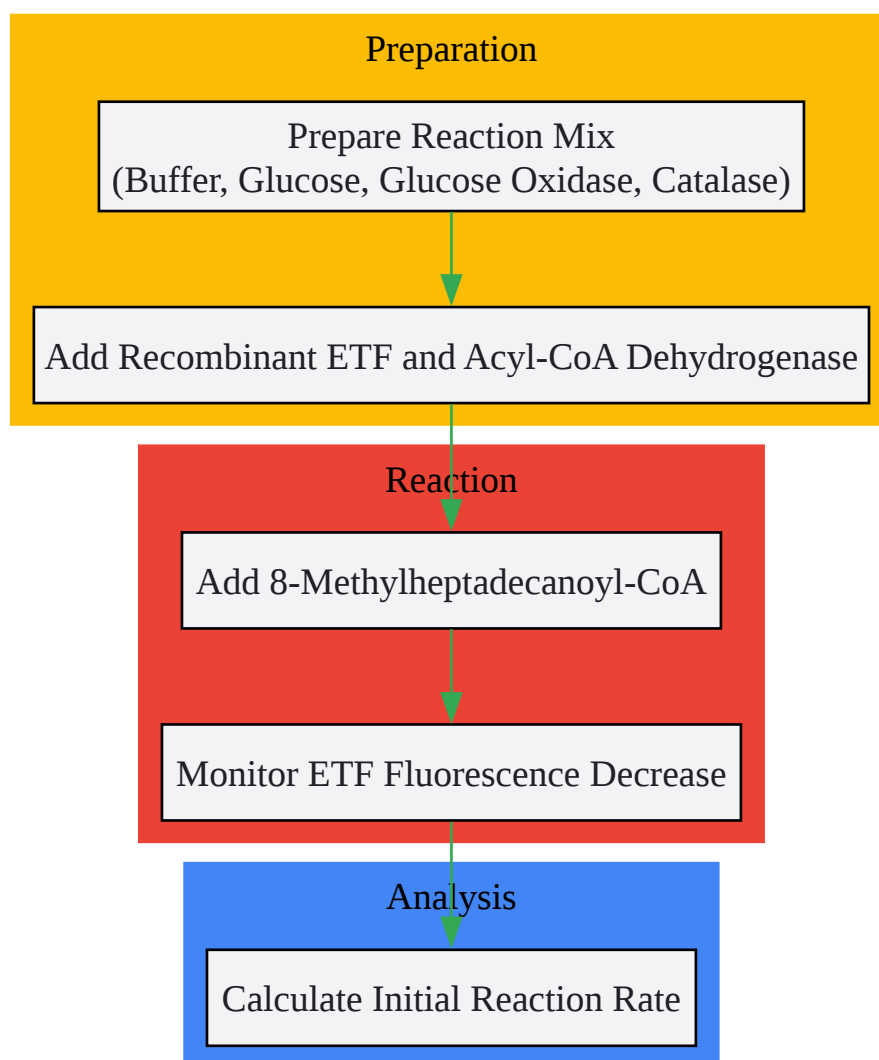 Preparation
Prepare Reaction Mix
(Buffer, Glucose, Glucose Oxidase, Catalase)
Add Recombinant ETF and Acyl-CoA Dehydrogenase
Reaction
Add 8-Methylheptadecanoyl-CoA
Monitor ETF Fluorescence Decrease
Analysis
Calculate Initial Reaction Rate